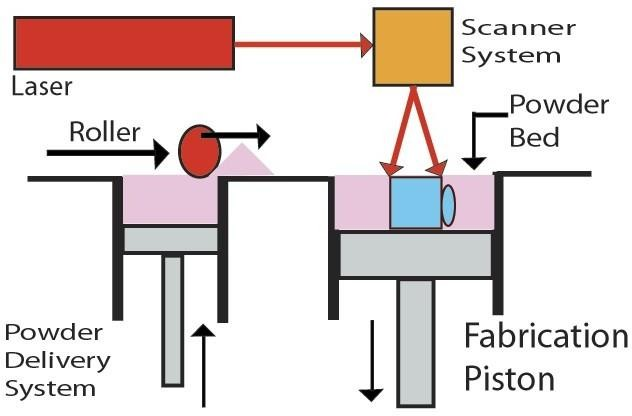 Laser
Scanner
System
Roller
Powder
Bed
Powder
Delivery
System
Fabrication
Piston